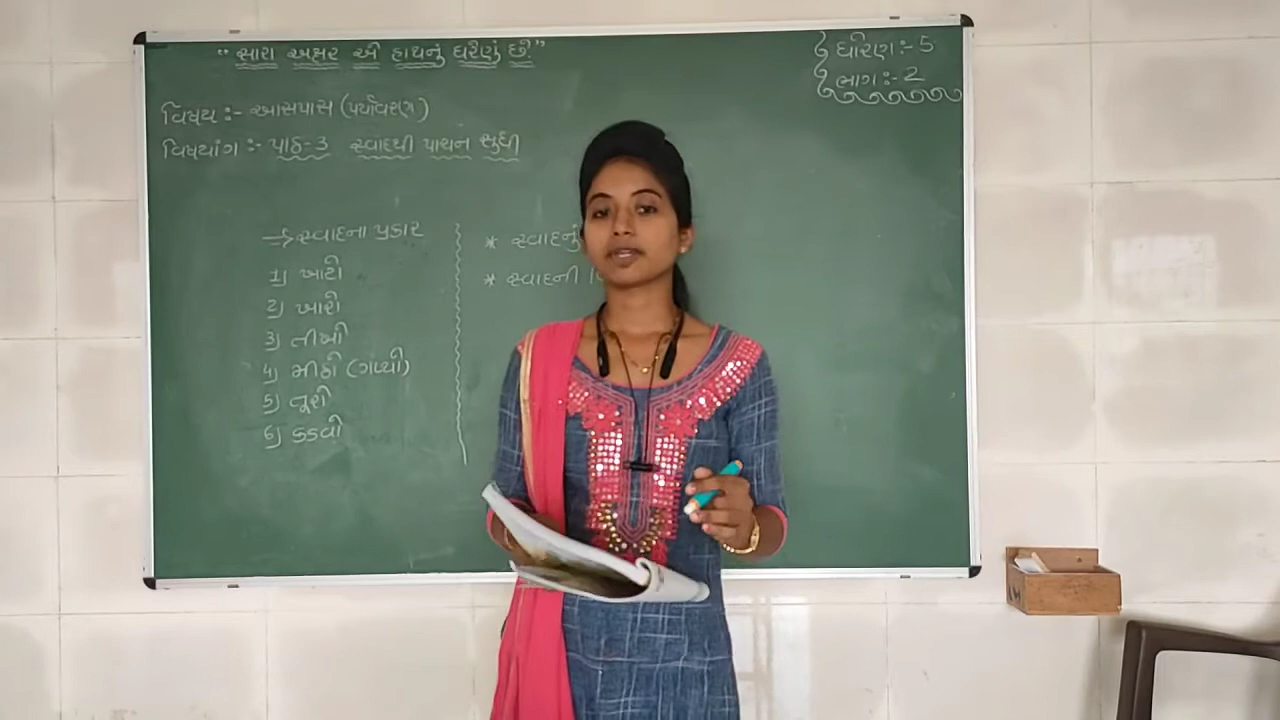 "સારા અક્ષર એ હાથનું ઘરેણું છે."
ધોરણ:- 5
ભાગ:- 2
વિષય :- આસપાસ (પર્યાવરણ)
વિષયાંગ :- પાઠ-3 સ્વાદથી પાચન સુધી
→ સ્વાદના પ્રકાર
1) ખાટો
2) ખારો
3) તીખો
4) મીઠો (ગળ્યો)
5) તૂરો
6) કડવો
* સ્વાદનું
* સ્વાદની